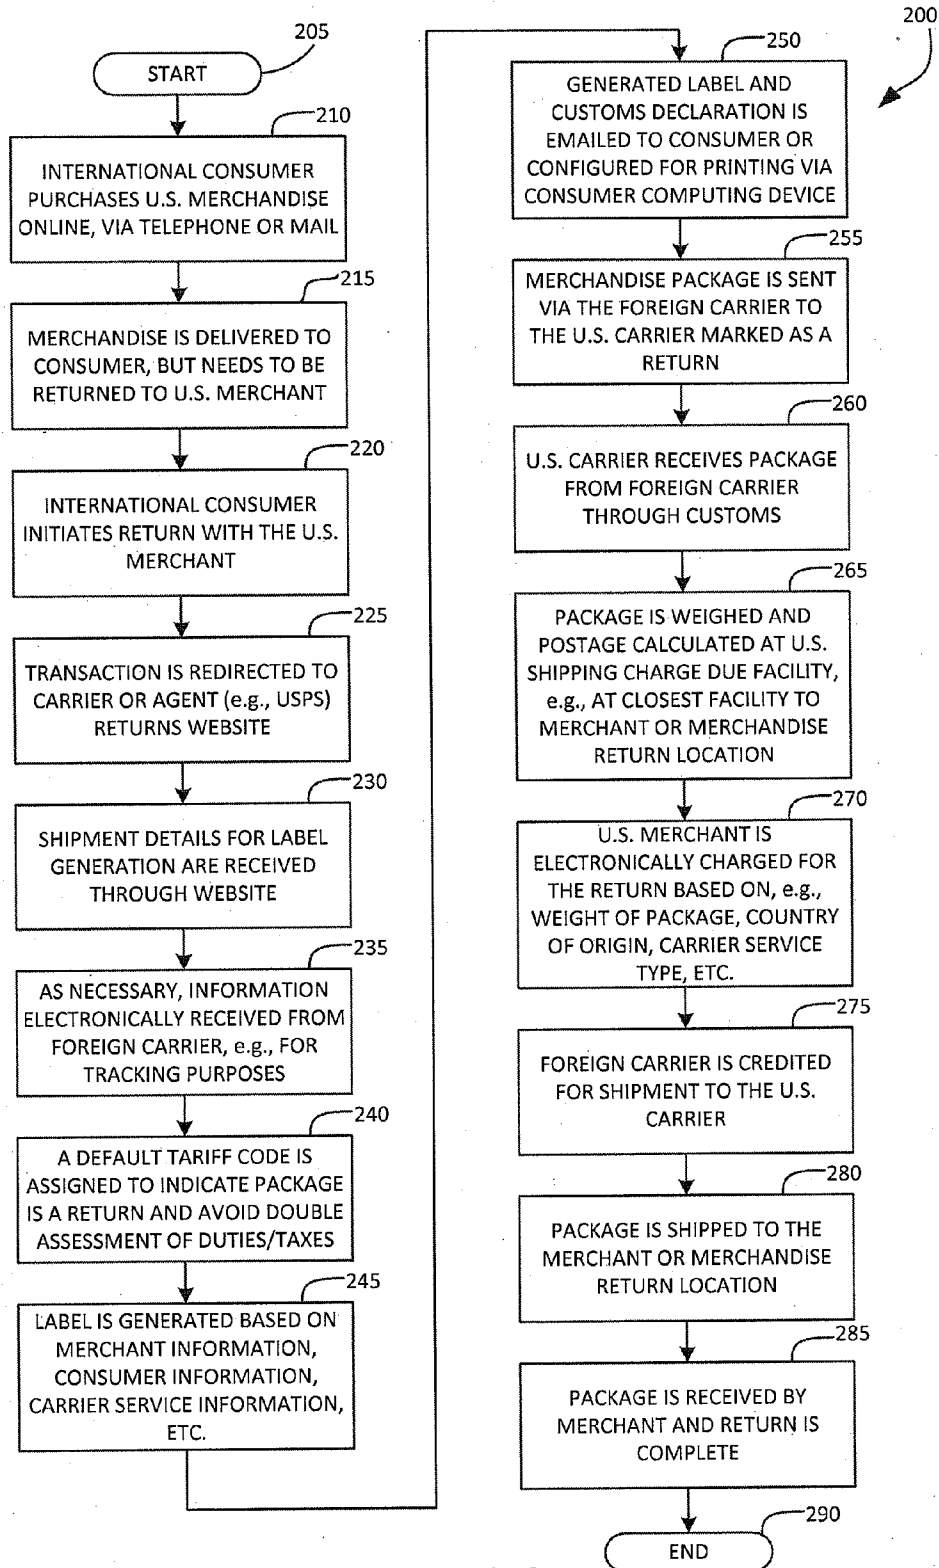 200
205
START
210
INTERNATIONAL CONSUMER
PURCHASES U.S. MERCHANDISE
ONLINE, VIA TELEPHONE OR MAIL
215
MERCHANDISE IS DELIVERED TO
CONSUMER, BUT NEEDS TO BE
RETURNED TO U.S. MERCHANT
220
INTERNATIONAL CONSUMER
INITIATES RETURN WITH THE U.S.
MERCHANT
225
TRANSACTION IS REDIRECTED TO
CARRIER OR AGENT (e.g., USPS)
RETURNS WEBSITE
230
SHIPMENT DETAILS FOR LABEL
GENERATION ARE RECEIVED
THROUGH WEBSITE
235
AS NECESSARY, INFORMATION
ELECTRONICALLY RECEIVED FROM
FOREIGN CARRIER, e.g., FOR
TRACKING PURPOSES
240
A DEFAULT TARIFF CODE IS
ASSIGNED TO INDICATE PACKAGE
IS A RETURN AND AVOID DOUBLE
ASSESSMENT OF DUTIES/TAXES
245
LABEL IS GENERATED BASED ON
MERCHANT INFORMATION,
CONSUMER INFORMATION,
CARRIER SERVICE INFORMATION,
ETC.
250
GENERATED LABEL AND
CUSTOMS DECLARATION IS
EMAILED TO CONSUMER OR
CONFIGURED FOR PRINTING VIA
CONSUMER COMPUTING DEVICE
255
MERCHANDISE PACKAGE IS SENT
VIA THE FOREIGN CARRIER TO
THE U.S. CARRIER MARKED AS A
RETURN
260
U.S. CARRIER RECEIVES PACKAGE
FROM FOREIGN CARRIER
THROUGH CUSTOMS
265
PACKAGE IS WEIGHED AND
POSTAGE CALCULATED AT U.S.
SHIPPING CHARGE DUE FACILITY,
e.g., AT CLOSEST FACILITY TO
MERCHANT OR MERCHANDISE
RETURN LOCATION
270
U.S. MERCHANT IS
ELECTRONICALLY CHARGED FOR
THE RETURN BASED ON, e.g.,
WEIGHT OF PACKAGE, COUNTRY
OF ORIGIN, CARRIER SERVICE
TYPE, ETC.
275
FOREIGN CARRIER IS CREDITED
FOR SHIPMENT TO THE U.S.
CARRIER
280
PACKAGE IS SHIPPED TO THE
MERCHANT OR MERCHANDISE
RETURN LOCATION
285
PACKAGE IS RECEIVED BY
MERCHANT AND RETURN IS
COMPLETE
290
END